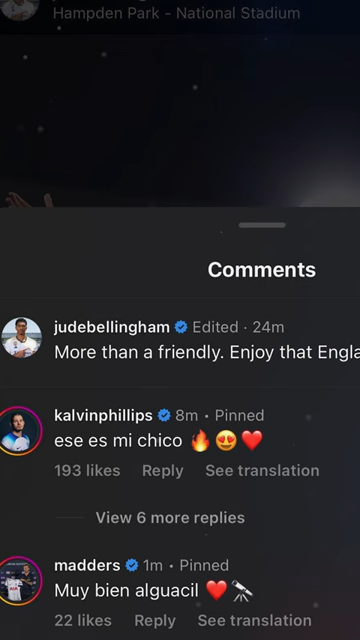 Hampden Park - National Stadium
Comments
judebellingham Edited · 24m
More than a friendly. Enjoy that
kalvinphillips 8m • Pinned
ese es mi chico 🔥😍❤️
193 likes Reply See translation
View 6 more replies
madders 1m • Pinned
Muy bien alguacil ❤️🔭
22 likes Reply See translation